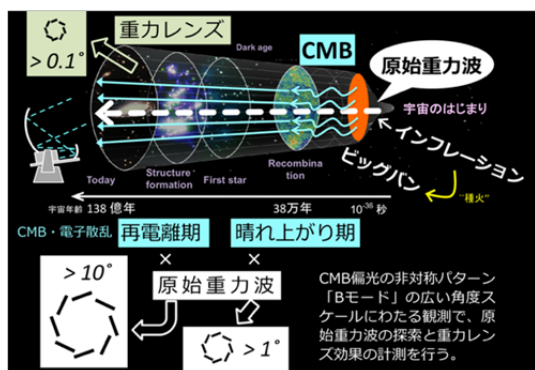 重力レンズ
> 0.1°
Dark age
CMB
原始重力波
宇宙のはじまり
インフレーション
ビッグバン
"種火"
Today
Structure formation
First star
Recombina
tion
宇宙年齢 138 億年
38万年
10⁻³⁶ 秒
CMB・電子散乱
再電離期
晴れ上がり期
×
×
原始重力波
> 10°
> 1°
CMB偏光の非対称パターン
「Bモード」の広い角度ス
ケールにわたる観測で、原
始重力波の探索と重力レン
ズ効果の計測を行う。